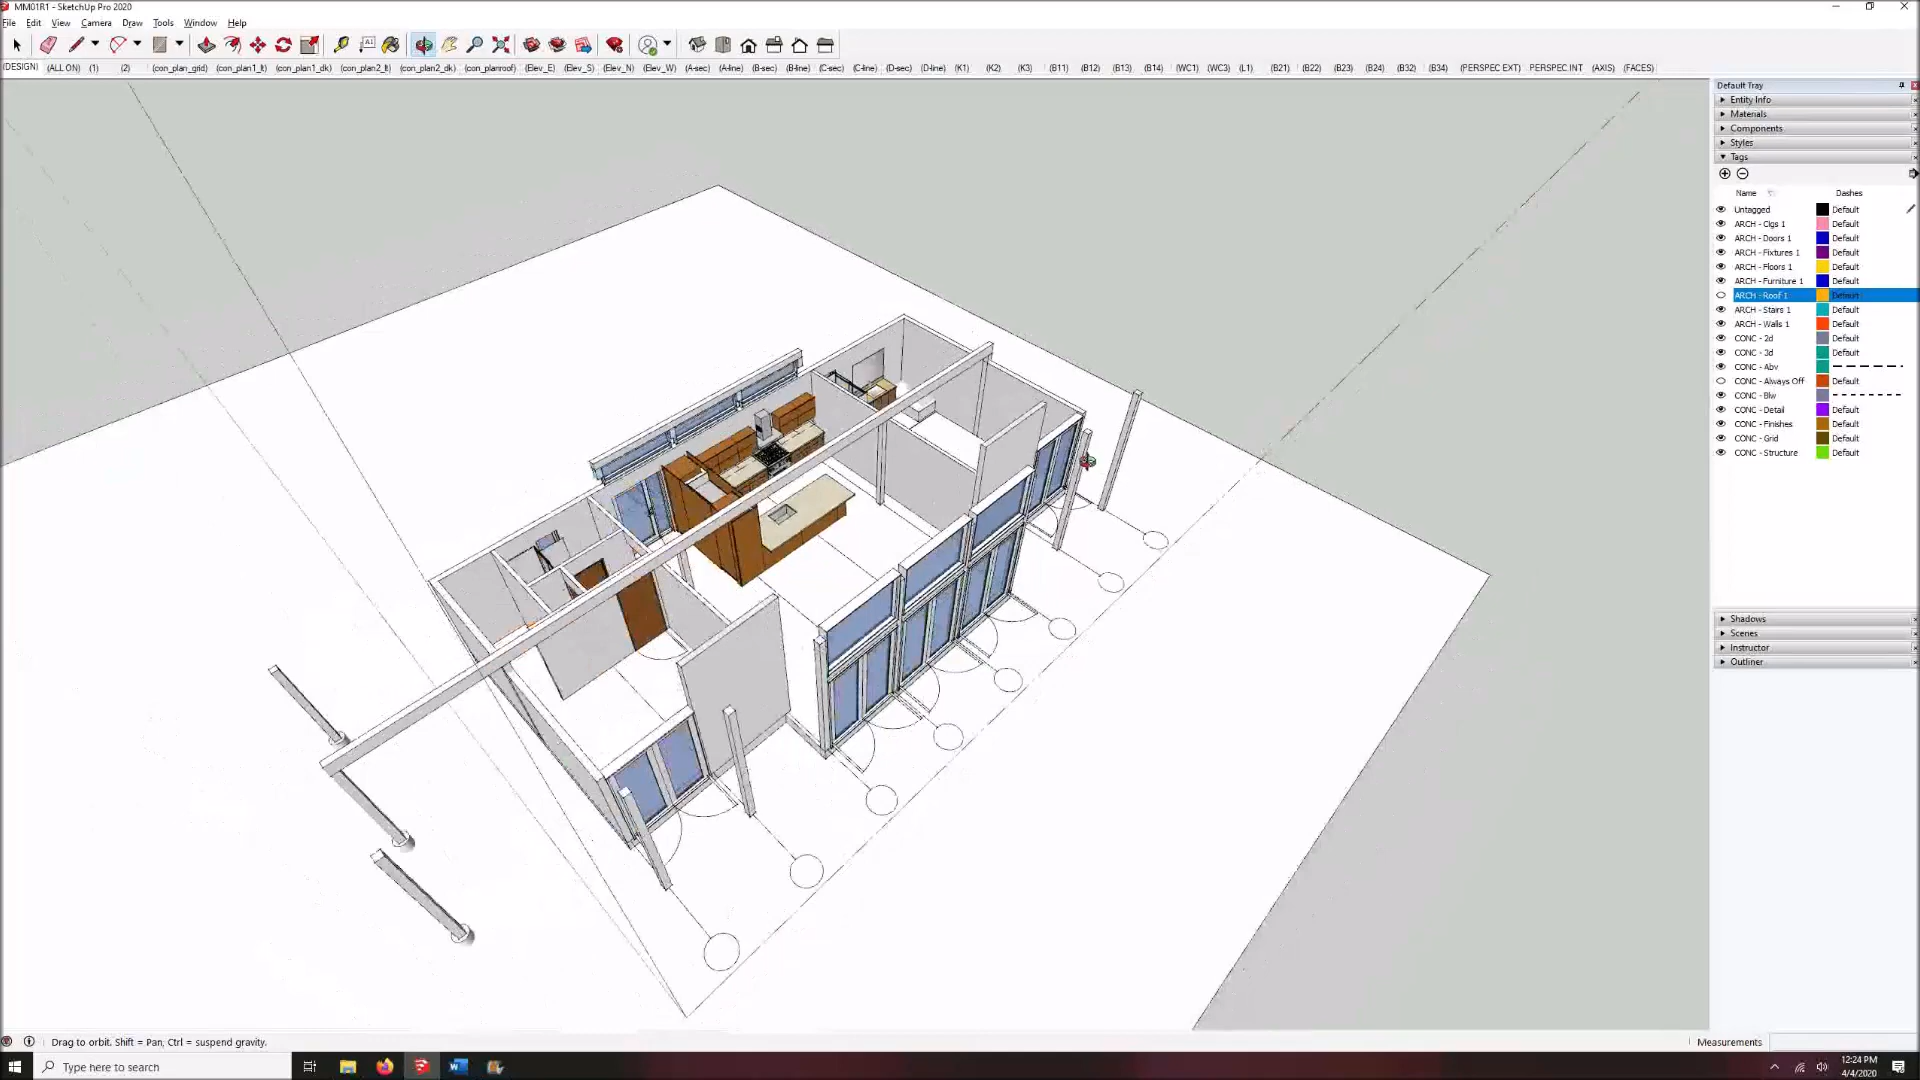 MM01R1 - SketchUp Pro 2020
File Edit View Camera Draw Tools Window Help
(DESIGN) (ALL ON) (1) (2) (con_plan_grid) (con_plan1_lt) (con_plan1_dk) (con_plan2_lt) (con_plan2_dk) (con_planroof) (Elev_E) (Elev_S) (Elev_N) (Elev_W) (A-sec) (A-line) (B-sec) (B-line) (C-sec) (C-line) (D-sec) (D-line) (K1) (K2) (K3) (B11) (B12) (B13) (B14) (WC1) (WC3) (L1) (B21) (B22) (B23) (B24) (B32) (B34) (PERSPEC EXT) PERSPEC INT (AXIS) (FACES)
Default Tray
Entity Info
Materials
Components
Styles
Tags
Name Dashes
Untagged Default
ARCH - Clgs 1 Default
ARCH - Doors 1 Default
ARCH - Fixtures 1 Default
ARCH - Floors 1 Default
ARCH - Furniture 1 Default
ARCH - Roof 1 Default
ARCH - Stairs 1 Default
ARCH - Walls 1 Default
CONC - 2d Default
CONC - 3d Default
CONC - Abv
CONC - Always Off Default
CONC - Blw
CONC - Detail Default
CONC - Finishes Default
CONC - Grid Default
CONC - Structure Default
Shadows
Scenes
Instructor
Outliner
Drag to orbit. Shift = Pan, Ctrl = suspend gravity.
Measurements
Type here to search
12:24 PM
4/4/2020